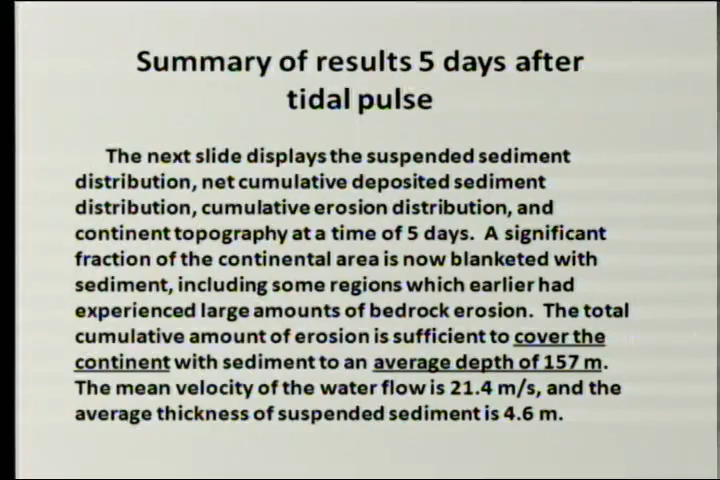 Summary of results 5 days after
tidal pulse
The next slide displays the suspended sediment
distribution, net cumulative deposited sediment
distribution, cumulative erosion distribution, and
continent topography at a time of 5 days.  A significant
fraction of the continental area is now blanketed with
sediment, including some regions which earlier had
experienced large amounts of bedrock erosion.  The total
cumulative amount of erosion is sufficient to cover the
continent with sediment to an average depth of 157 m.
The mean velocity of the water flow is 21.4 m/s, and the
average thickness of suspended sediment is 4.6 m.